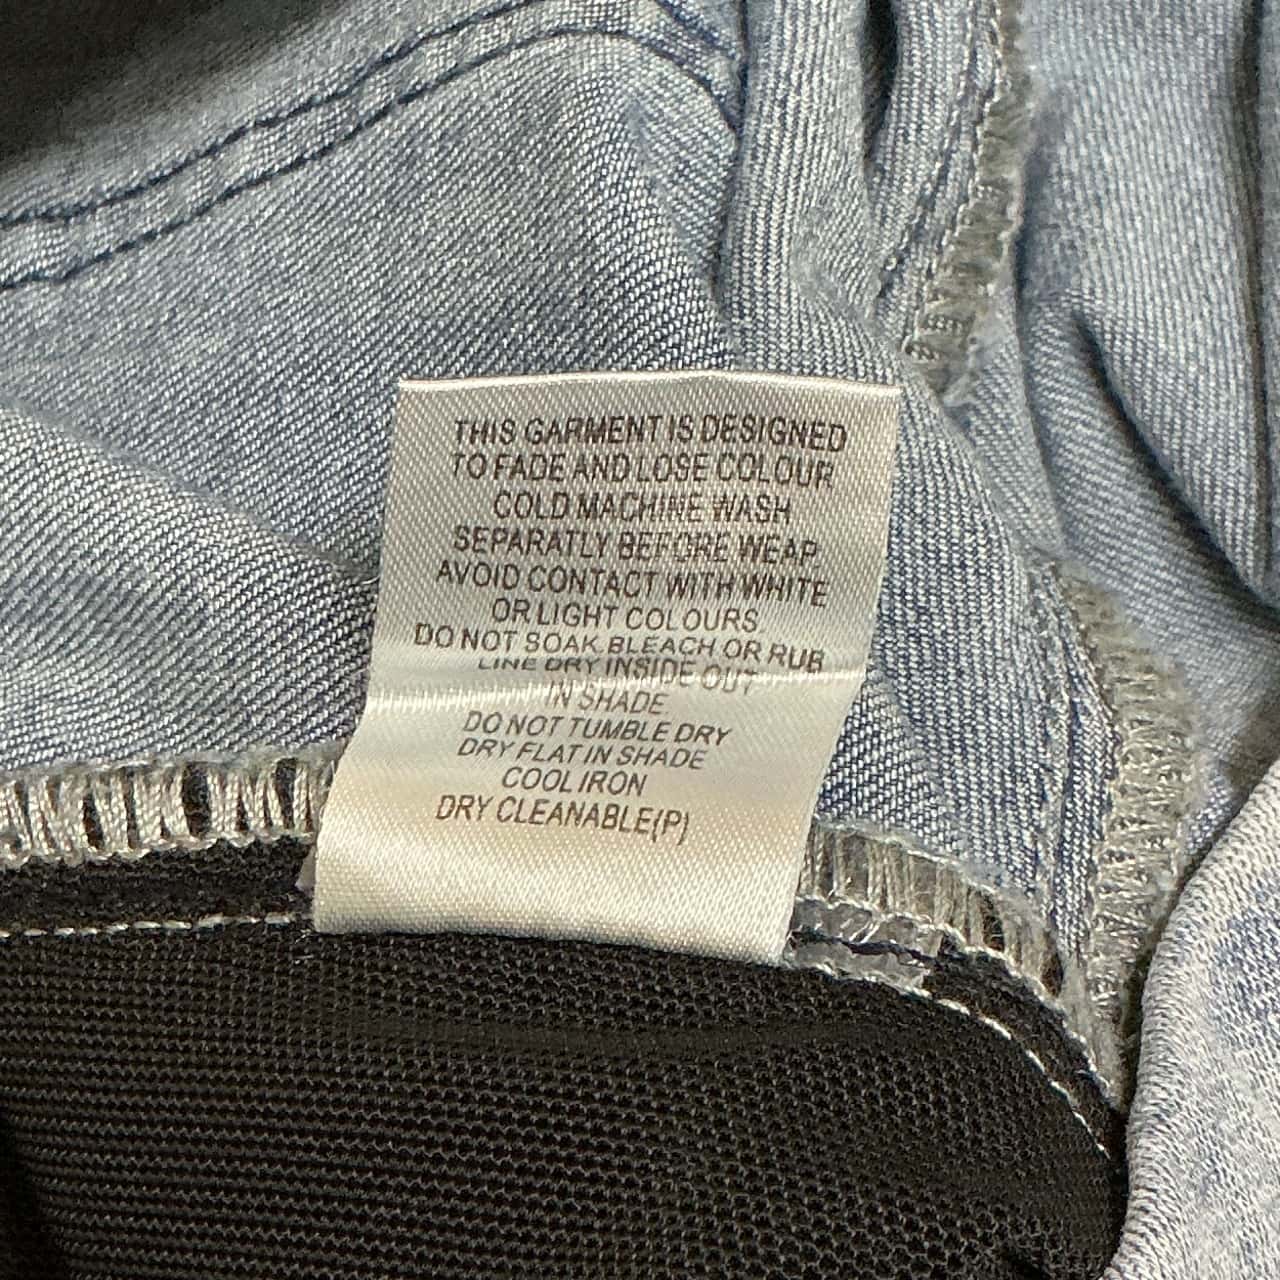 THIS GARMENT IS DESIGNED
TO FADE AND LOSE COLOUR
COLD MACHINE WASH
SEPARATLY BEFORE WEAP.
AVOID CONTACT WITH WHITE
OR LIGHT COLOURS.
DO NOT SOAK. BLEACH OR RUB
LINE DRY INSIDE OUT
IN SHADE
DO NOT TUMBLE DRY
DRY FLAT IN SHADE
COOL IRON
DRY CLEANABLE(P)